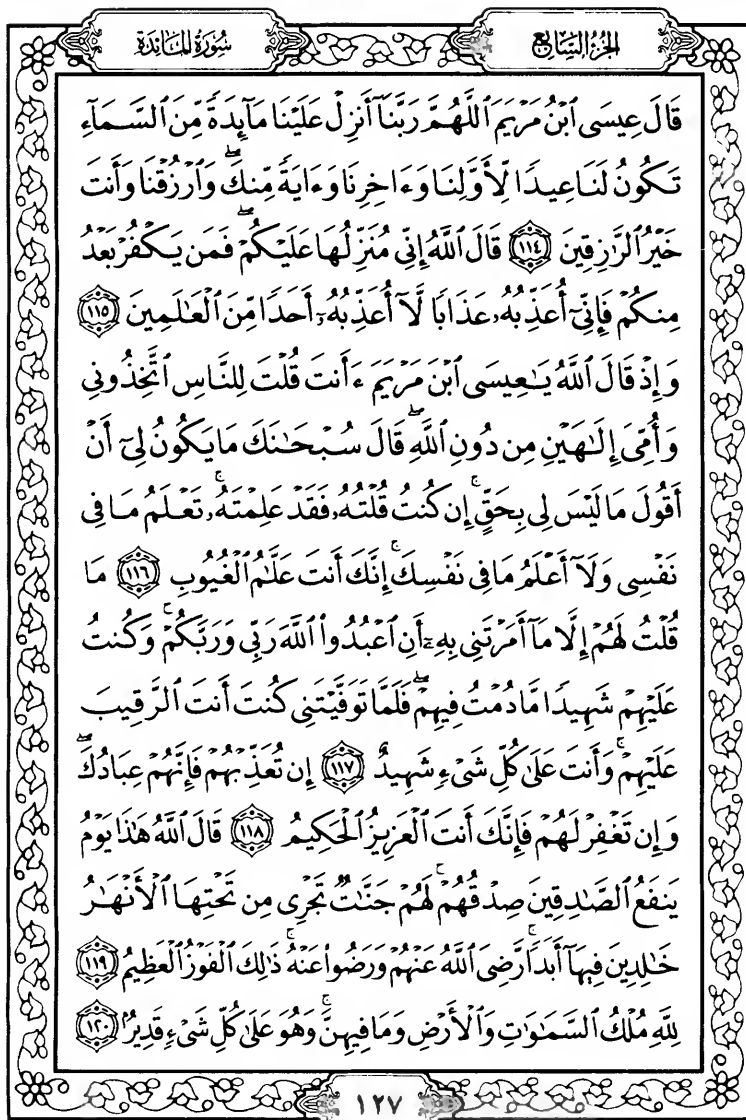 سُورَةُ المَائِدَة
الجُزْءُ السَّابِع
قَالَ عِيسَى ٱبْنُ مَرْيَمَ ٱللَّهُمَّ رَبَّنَآ أَنزِلْ عَلَيْنَا مَآئِدَةً مِّنَ ٱلسَّمَآءِ
تَكُونُ لَنَا عِيدًا لِّأَوَّلِنَا وَءَاخِرِنَا وَءَايَةً مِّنكَ ۖ وَٱرْزُقْنَا وَأَنتَ
خَيْرُ ٱلرَّٰزِقِينَ ١١٤ قَالَ ٱللَّهُ إِنِّي مُنَزِّلُهَا عَلَيْكُمْ ۖ فَمَن يَكْفُرْ بَعْدُ
مِنكُمْ فَإِنِّيٓ أُعَذِّبُهُۥ عَذَابًا لَّآ أُعَذِّبُهُۥٓ أَحَدًا مِّنَ ٱلْعَٰلَمِينَ ١١٥
وَإِذْ قَالَ ٱللَّهُ يَٰعِيسَى ٱبْنَ مَرْيَمَ ءَأَنتَ قُلْتَ لِلنَّاسِ ٱتَّخِذُونِي
وَأُمِّيَ إِلَٰهَيْنِ مِن دُونِ ٱللَّهِ ۖ قَالَ سُبْحَٰنَكَ مَا يَكُونُ لِيٓ أَنْ
أَقُولَ مَا لَيْسَ لِي بِحَقٍّ ۚ إِن كُنتُ قُلْتُهُۥ فَقَدْ عَلِمْتَهُۥ ۚ تَعْلَمُ مَا فِي
نَفْسِي وَلَآ أَعْلَمُ مَا فِي نَفْسِكَ ۚ إِنَّكَ أَنتَ عَلَّٰمُ ٱلْغُيُوبِ ١١٦ مَا
قُلْتُ لَهُمْ إِلَّا مَآ أَمَرْتَنِي بِهِۦٓ أَنِ ٱعْبُدُوا۟ ٱللَّهَ رَبِّي وَرَبَّكُمْ ۚ وَكُنتُ
عَلَيْهِمْ شَهِيدًا مَّا دُمْتُ فِيهِمْ ۖ فَلَمَّا تَوَفَّيْتَنِي كُنتَ أَنتَ ٱلرَّقِيبَ
عَلَيْهِمْ ۚ وَأَنتَ عَلَىٰ كُلِّ شَيْءٍ شَهِيدٌ ١١٧ إِن تُعَذِّبْهُمْ فَإِنَّهُمْ عِبَادُكَ ۖ
وَإِن تَغْفِرْ لَهُمْ فَإِنَّكَ أَنتَ ٱلْعَزِيزُ ٱلْحَكِيمُ ١١٨ قَالَ ٱللَّهُ هَٰذَا يَوْمُ
يَنفَعُ ٱلصَّٰدِقِينَ صِدْقُهُمْ ۚ لَهُمْ جَنَّٰتٌ تَجْرِي مِن تَحْتِهَا ٱلْأَنْهَٰرُ
خَٰلِدِينَ فِيهَآ أَبَدًا ۚ رَّضِيَ ٱللَّهُ عَنْهُمْ وَرَضُوا۟ عَنْهُ ۚ ذَٰلِكَ ٱلْفَوْزُ ٱلْعَظِيمُ ١١٩
لِلَّهِ مُلْكُ ٱلسَّمَٰوَٰتِ وَٱلْأَرْضِ وَمَا فِيهِنَّ ۚ وَهُوَ عَلَىٰ كُلِّ شَيْءٍ قَدِيرٌۢ ١٢٠
١٢٧